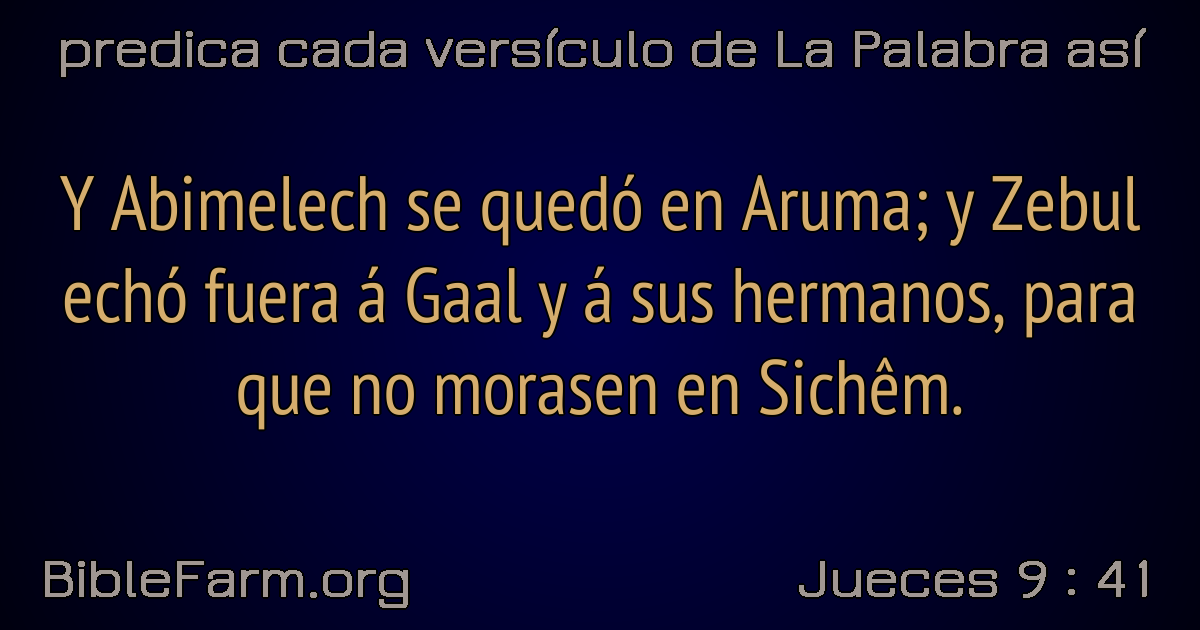 predica cada versículo de La Palabra así
Y Abimelech se quedó en Aruma; y Zebul
echó fuera á Gaal y á sus hermanos, para
que no morasen en Sichêm.
BibleFarm.org
Jueces 9 : 41